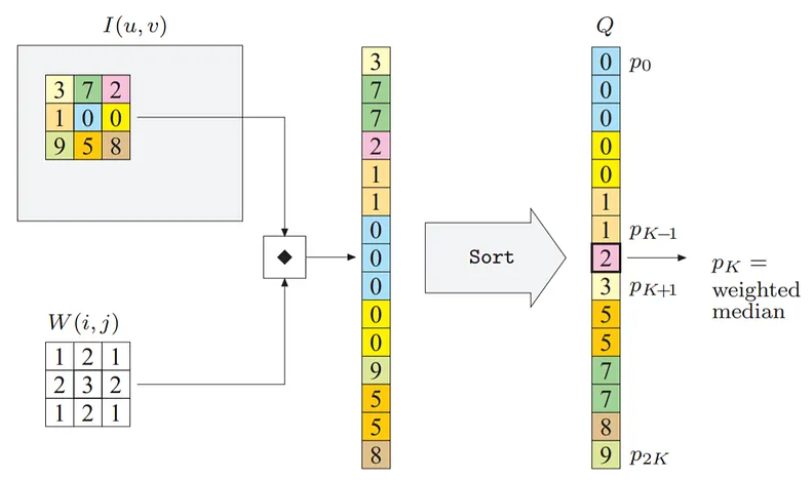 I(u, v)
3 7 2
1 0 0
9 5 8
W(i, j)
1 2 1
2 3 2
1 2 1
◆
3
7
7
2
1
1
0
0
0
0
0
9
5
5
8
Sort
Q
0 p0
0
0
0
0
1
1 pK−1
2
3 pK+1
5
5
7
7
8
9 p2K
pK =
weighted
median